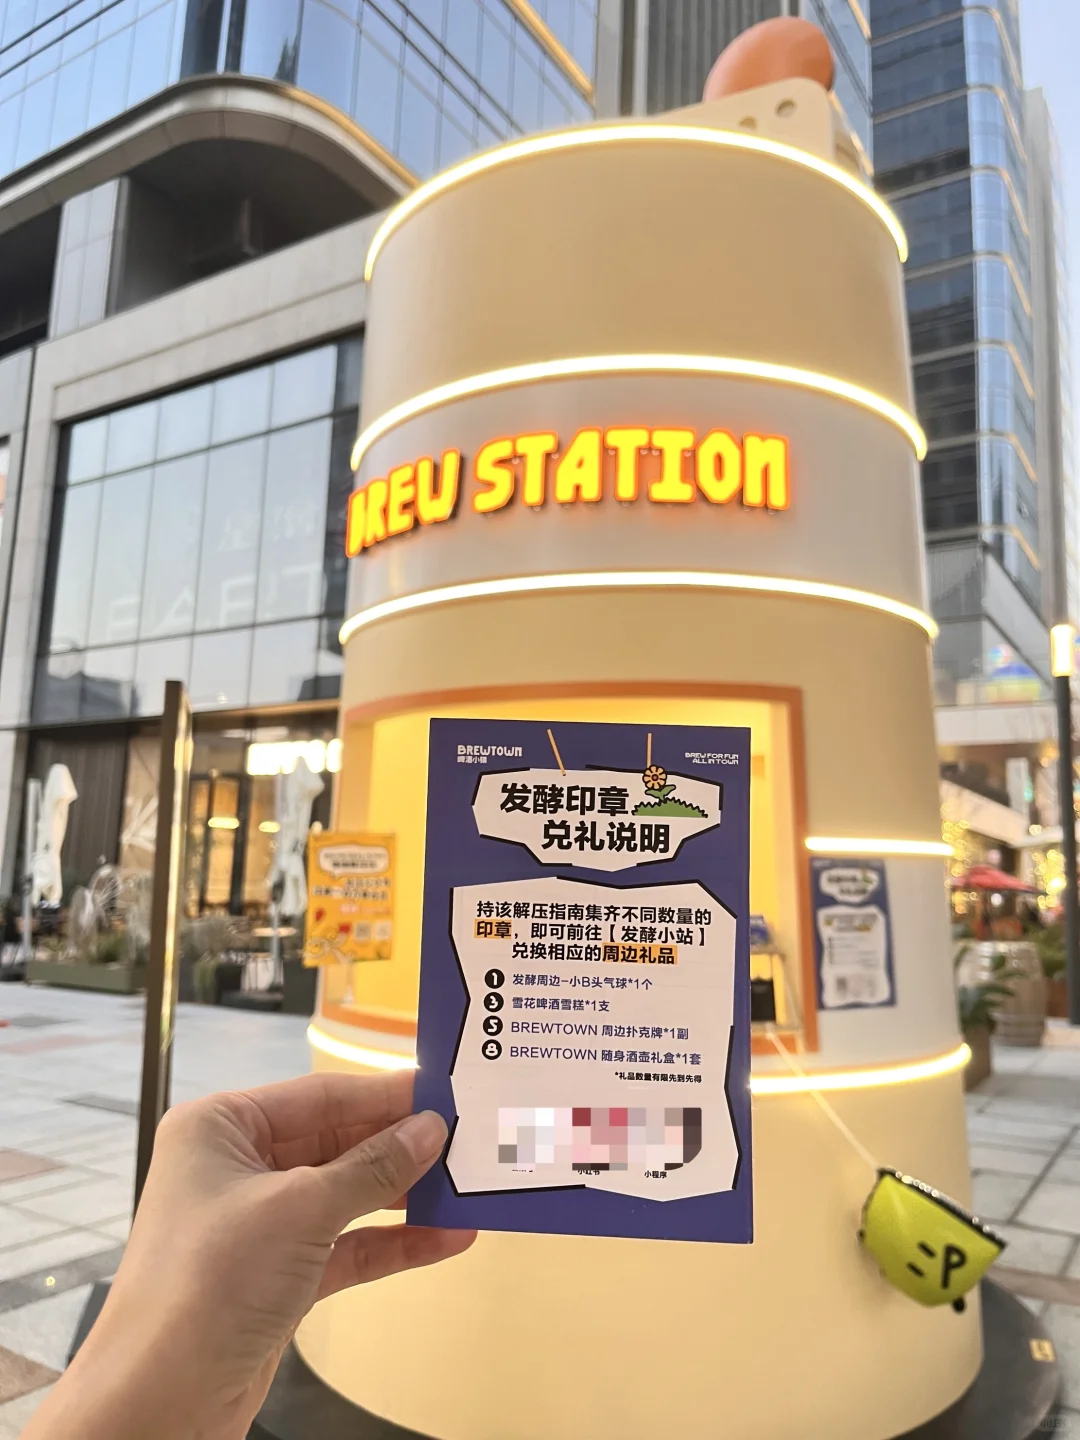 BREW STATION
BREWTOWN
啤酒小镇
BREW FOR FUN
ALL IN TOWN
发酵印章
兑礼说明
持该解压指南集齐不同数量的
印章，即可前往【发酵小站】
兑换相应的周边礼品
1 发酵周边-小B头气球*1个
3 雪花啤酒雪糕*1支
5 BREWTOWN 周边扑克牌*1副
8 BREWTOWN 随身酒壶礼盒*1套
*礼品数量有限先到先得
小红书
小程序
=P